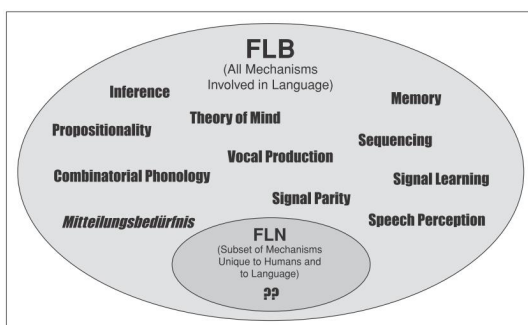 FLB
(All Mechanisms
Involved in Language)
Inference
Memory
Theory of Mind
Propositionality
Sequencing
Vocal Production
Combinatorial Phonology
Signal Learning
Signal Parity
Mitteilungsbedürfnis
Speech Perception
FLN
(Subset of Mechanisms
Unique to Humans and
to Language)
??